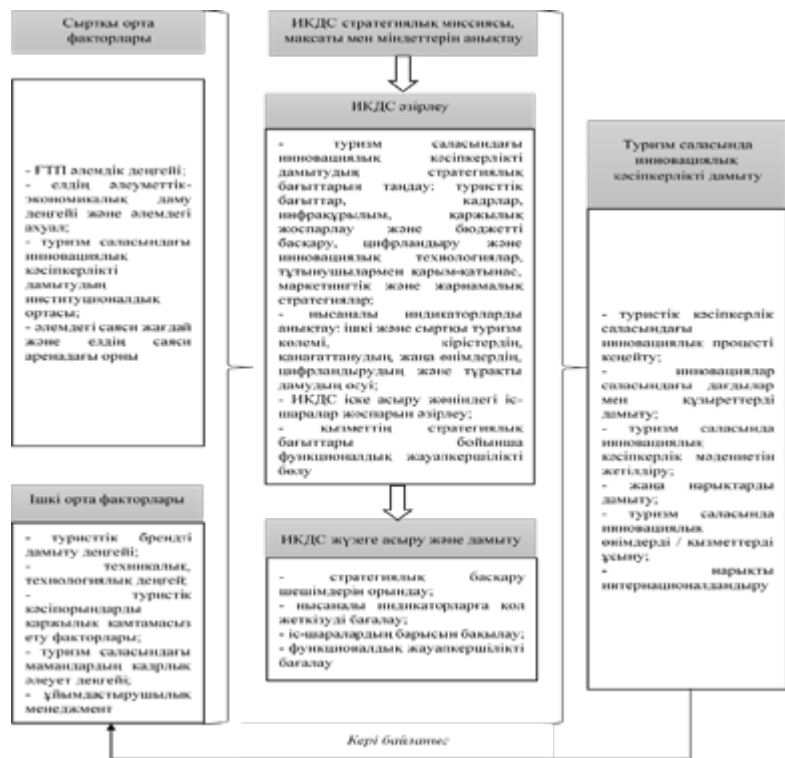 Сыртқы орта
факторлары
- ҒТП әлемдік деңгейі;
- елдің әлеуметтік-
экономикалық даму
деңгейі және әлемдегі
ахуал;
- туризм саласындағы
инновациялық
кәсіпкерлікті
дамытудың
институционалдық
ортасы;
- әлемдегі саяси жағдай
және елдің саяси
аренадағы орны
Ішкі орта факторлары
- туристтік брендті
дамыту деңгейі;
- техникалық,
технологиялық деңгей;
- туристік
кәсіпорындарды
қаржылық қамтамасыз
ету факторлары;
- туризм саласындағы
мамандардың кадрлық
әлеует деңгейі;
- ұйымдастырушылық
менеджмент
ИКДС стратегиялық миссиясы,
мақсаты мен міндеттерін анықтау
ИКДС әзірлеу
- туризм саласындағы
инновациялық кәсіпкерлікті
дамытудың стратегиялық
бағыттарын таңдау: туристтік
бағыттар, кадрлар,
инфрақұрылым, қаржылық
жоспарлау және бюджетті
басқару, цифрландыру және
инновациялық технологиялар,
тұтынушылармен қарым-қатынас,
маркетингтік және жарнамалық
стратегиялар;
- нысаналы индикаторларды
анықтау: ішкі және сыртқы туризм
көлемі, кірістердің,
қанағаттанудың, жаңа өнімдердің,
цифрландырудың және тұрақты
дамудың өсуі;
- ИКДС іске асыру жөніндегі іс-
шаралар жоспарын әзірлеу;
- қызметтің стратегиялық
бағыттары бойынша
функционалдық жауапкершілікті
бөлу
ИКДС жүзеге асыру және дамыту
- стратегиялық басқару
шешімдерін орындау;
- нысаналы индикаторларға қол
жеткізуді бағалау;
- іс-шаралардың барысын бақылау;
- функционалдық жауапкершілікті
бағалау
Туризм саласында
инновациялық
кәсіпкерлікті дамыту
- туристік кәсіпкерлік
саласындағы
инновациялық процесті
кеңейту;
- инновациялар
саласындағы дағдылар
мен құзыреттерді
дамыту;
- туризм саласында
инновациялық
кәсіпкерлік мәдениетін
жетілдіру;
- жаңа нарықтарды
дамыту;
- туризм саласында
инновациялық
өнімдерді / қызметтерді
ұсыну;
- нарықты
интернационалдандыру
Кері байланыс